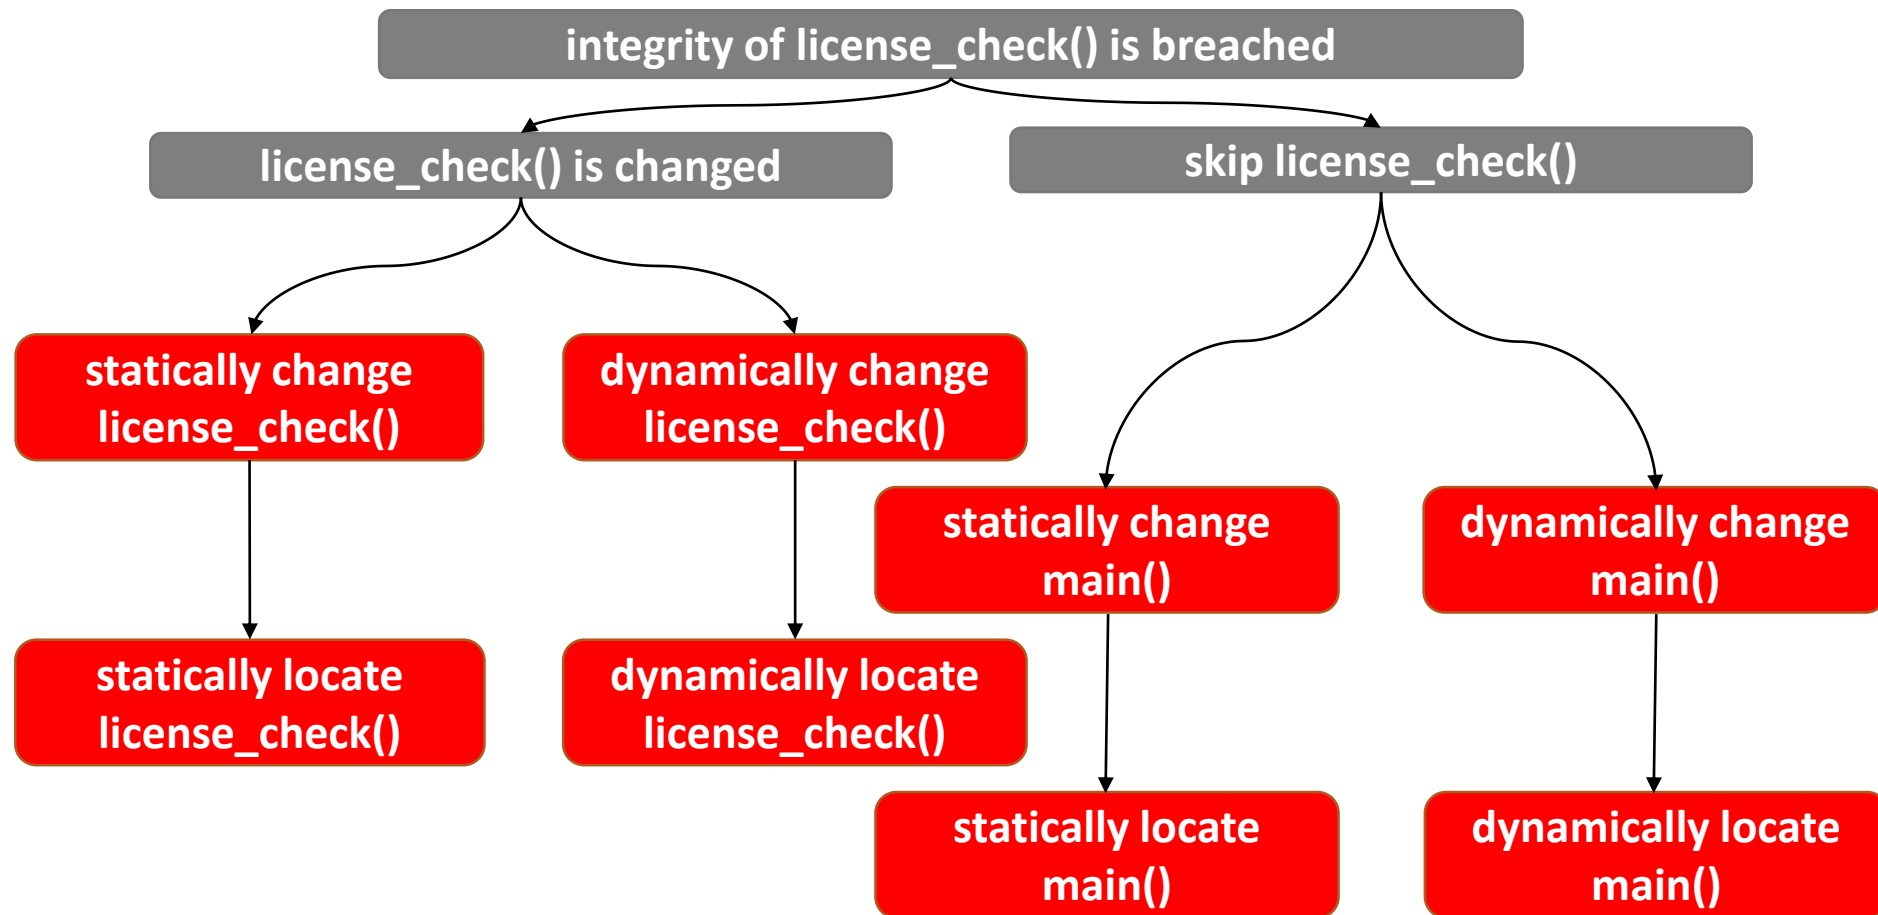 integrity of license_check() is breached
license_check() is changed
skip license_check()
statically change
license_check()
dynamically change
license_check()
statically change
main()
dynamically change
main()
statically locate
license_check()
dynamically locate
license_check()
statically locate
main()
dynamically locate
main()